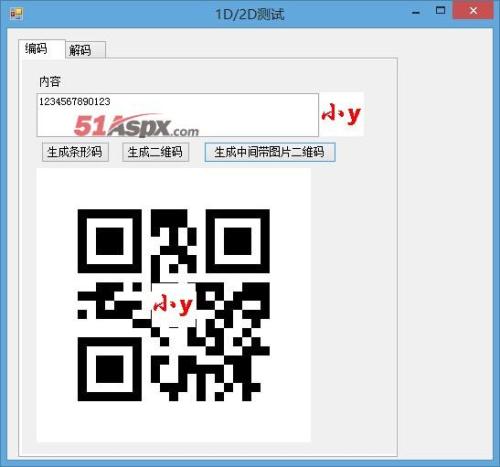 1D/2D测试
编码 解码
内容
1234567890123
51Aspx.com
小y
生成条形码 生成二维码 生成中间带图片二维码
小y